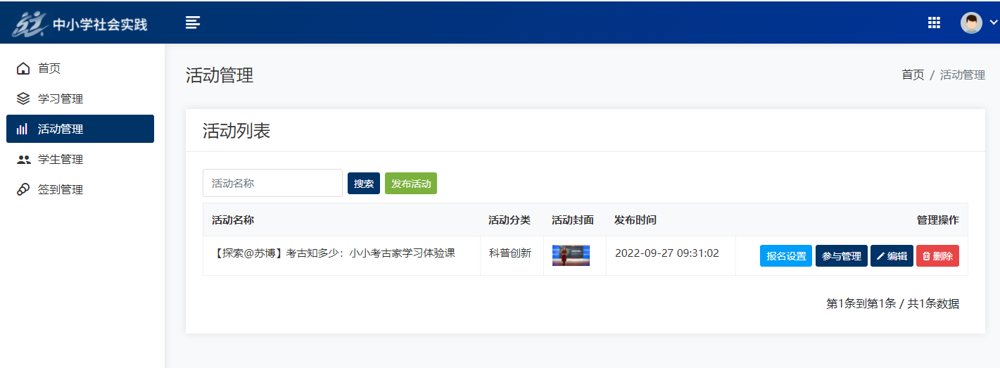 中小学社会实践
首页
学习管理
活动管理
学生管理
签到管理
活动管理
首页 / 活动管理
活动列表
活动名称 搜索 发布活动
活动名称 活动分类 活动封面 发布时间 管理操作
【探索@苏博】考古知多少：小小考古家学习体验课 科普创新 2022-09-27 09:31:02 报名设置 参与管理 编辑 删除
第1条到第1条 / 共1条数据